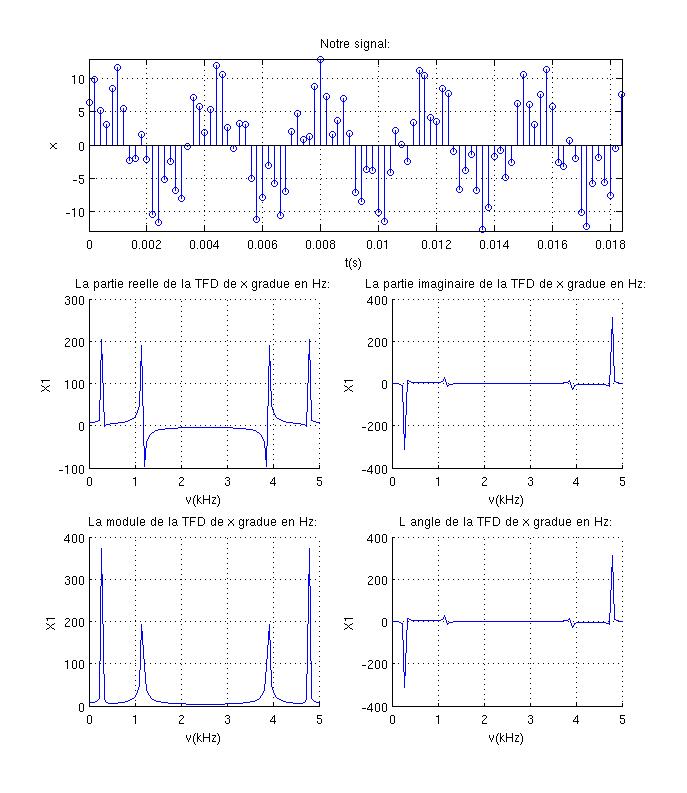 Notre signal:
10
5
0
-5
-10
x
0 0.002 0.004 0.006 0.008 0.01 0.012 0.014 0.016 0.018
t(s)
La partie reelle de la TFD de x gradue en Hz:
300
200
100
0
-100
X1
0 1 2 3 4 5
v(kHz)
La partie imaginaire de la TFD de x gradue en Hz:
400
200
0
-200
-400
X1
0 1 2 3 4 5
v(kHz)
La module de la TFD de x gradue en Hz:
400
300
200
100
0
X1
0 1 2 3 4 5
v(kHz)
L angle de la TFD de x gradue en Hz:
400
200
0
-200
-400
X1
0 1 2 3 4 5
v(kHz)